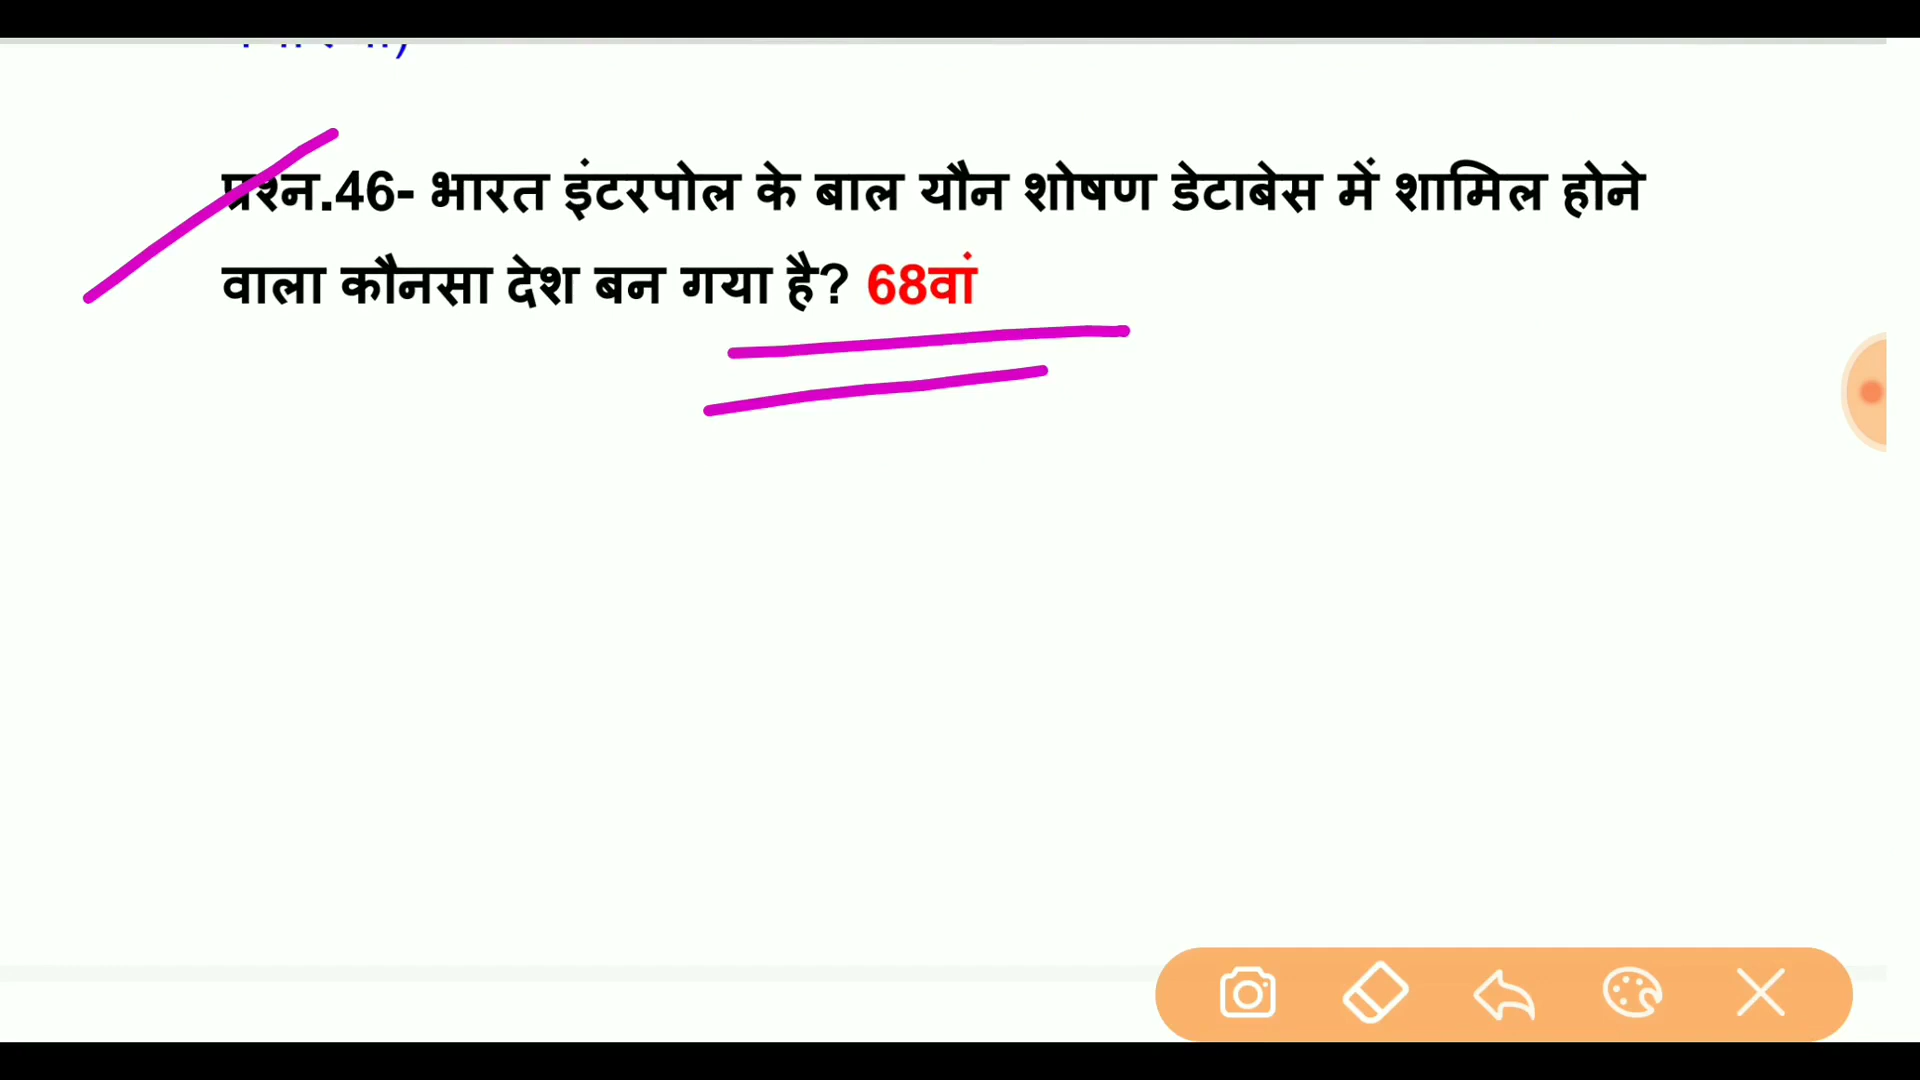 प्रश्न.46- भारत इंटरपोल के बाल यौन शोषण डेटाबेस में शामिल होने
वाला कौनसा देश बन गया है? 68वां